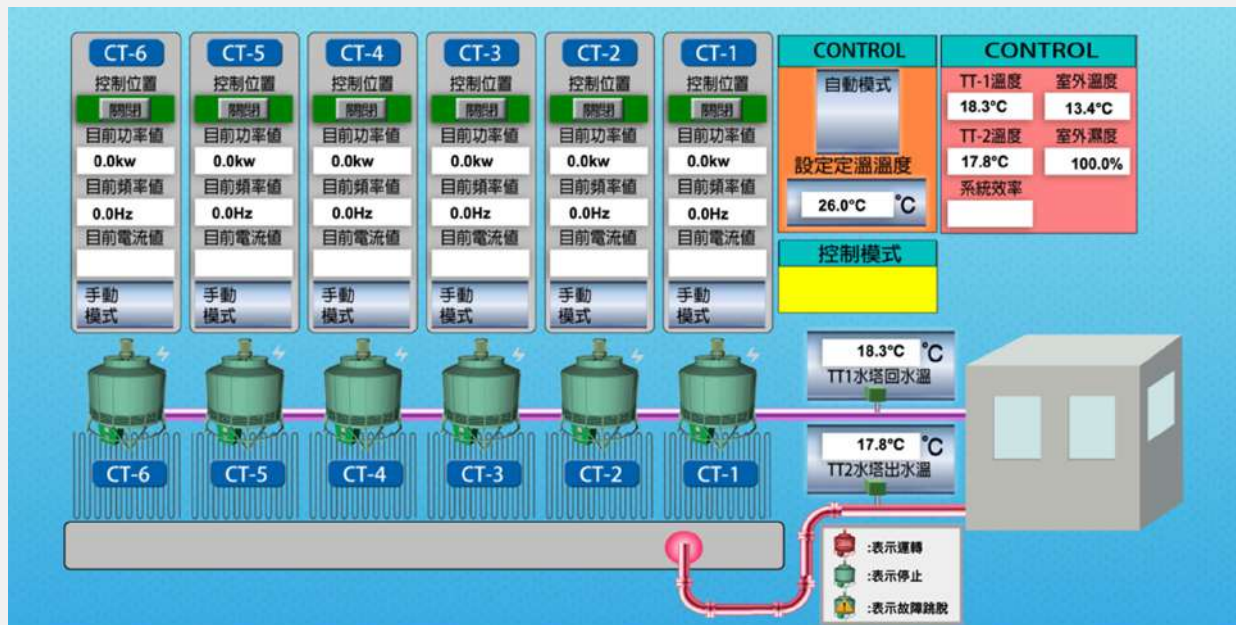 CT-6
控制位置
關閉
目前功率值
0.0kw
目前頻率值
0.0Hz
目前電流值
手動
模式
CT-5
控制位置
關閉
目前功率值
0.0kw
目前頻率值
0.0Hz
目前電流值
手動
模式
CT-4
控制位置
關閉
目前功率值
0.0kw
目前頻率值
0.0Hz
目前電流值
手動
模式
CT-3
控制位置
關閉
目前功率值
0.0kw
目前頻率值
0.0Hz
目前電流值
手動
模式
CT-2
控制位置
關閉
目前功率值
0.0kw
目前頻率值
0.0Hz
目前電流值
手動
模式
CT-1
控制位置
關閉
目前功率值
0.0kw
目前頻率值
0.0Hz
目前電流值
手動
模式
CONTROL
自動模式
設定定溫溫度
26.0°C °C
控制模式
CONTROL
TT-1溫度 室外溫度
18.3°C 13.4°C
TT-2溫度 室外濕度
17.8°C 100.0%
系統效率
18.3°C °C
TT1水塔回水溫
17.8°C °C
TT2水塔出水溫
CT-6 CT-5 CT-4 CT-3 CT-2 CT-1
:表示運轉
:表示停止
:表示故障跳脫